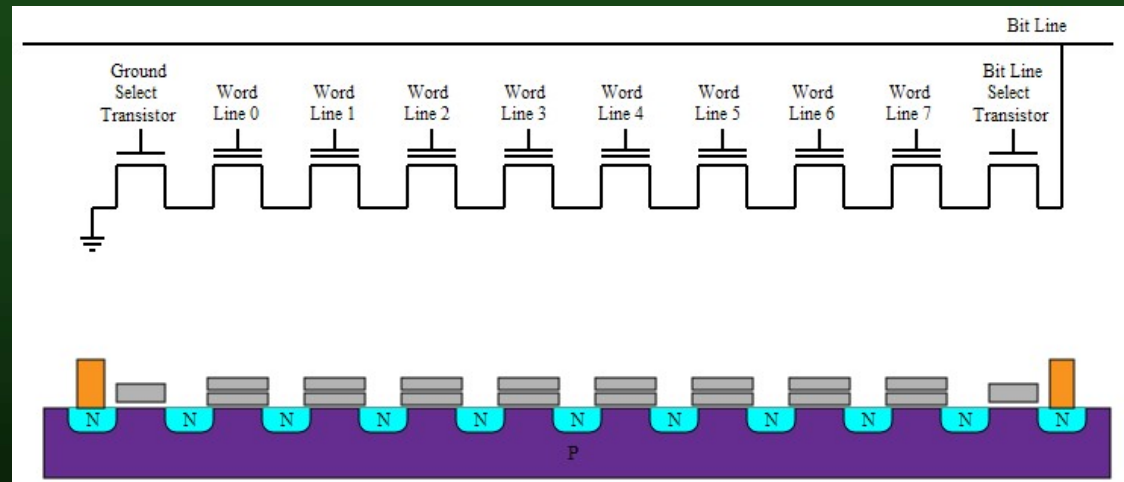 Bit Line
Ground
Select
Transistor
Word
Line 0
Word
Line 1
Word
Line 2
Word
Line 3
Word
Line 4
Word
Line 5
Word
Line 6
Word
Line 7
Bit Line
Select
Transistor
N N N N N N N N N N N
P